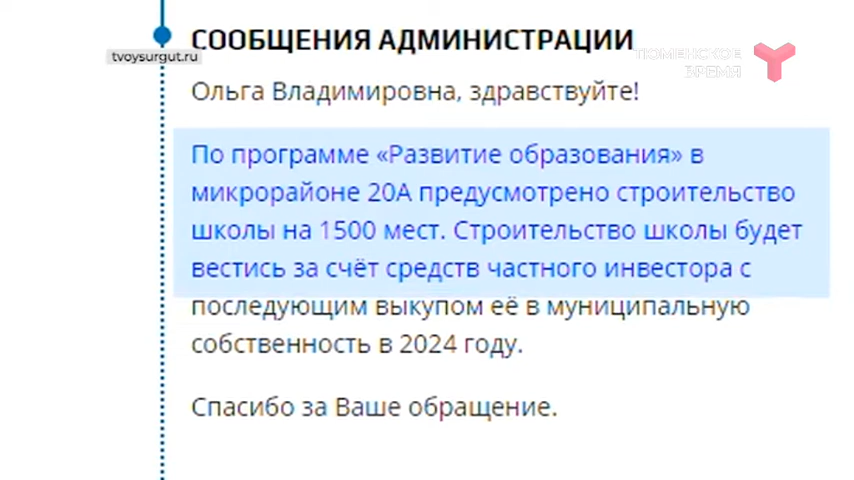 СООБЩЕНИЯ АДМИНИСТРАЦИИ
ТЮМЕНСКОЕ
ВРЕМЯ
tvoysurgut.ru
Ольга Владимировна, здравствуйте!
По программе «Развитие образования» в
микрорайоне 20А предусмотрено строительство
школы на 1500 мест. Строительство школы будет
вестись за счёт средств частного инвестора с
последующим выкупом её в муниципальную
собственность в 2024 году.
Спасибо за Ваше обращение.